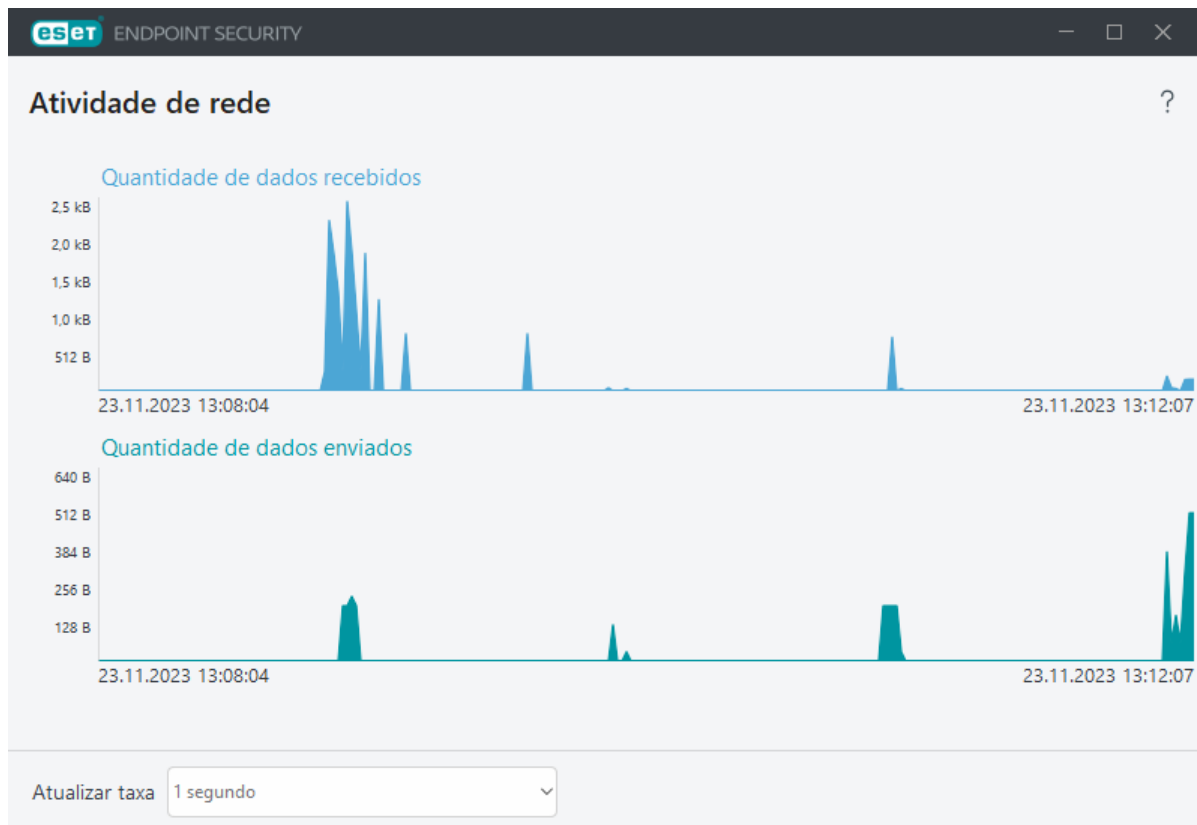 eset ENDPOINT SECURITY
Atividade de rede
?
Quantidade de dados recebidos
2,5 kB
2,0 kB
1,5 kB
1,0 kB
512 B
23.11.2023 13:08:04 23.11.2023 13:12:07
Quantidade de dados enviados
640 B
512 B
384 B
256 B
128 B
23.11.2023 13:08:04 23.11.2023 13:12:07
Atualizar taxa 1 segundo